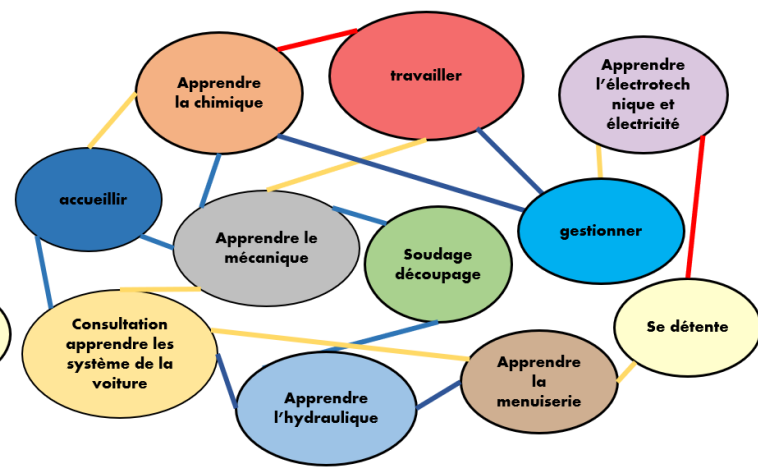 Apprendre
la chimique
travailler
Apprendre
l'électrotech
nique et
électricité
accueillir
Apprendre le
mécanique
Soudage
découpage
gestionner
Consultation
apprendre les
système de la
voiture
Apprendre
l'hydraulique
Apprendre
la
menuiserie
Se détente